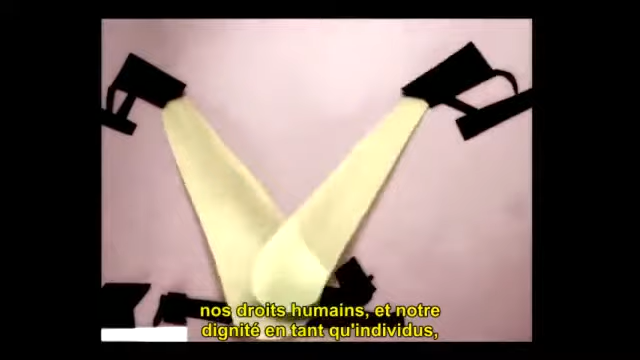 nos droits humains, et notre
dignité en tant qu'individus,